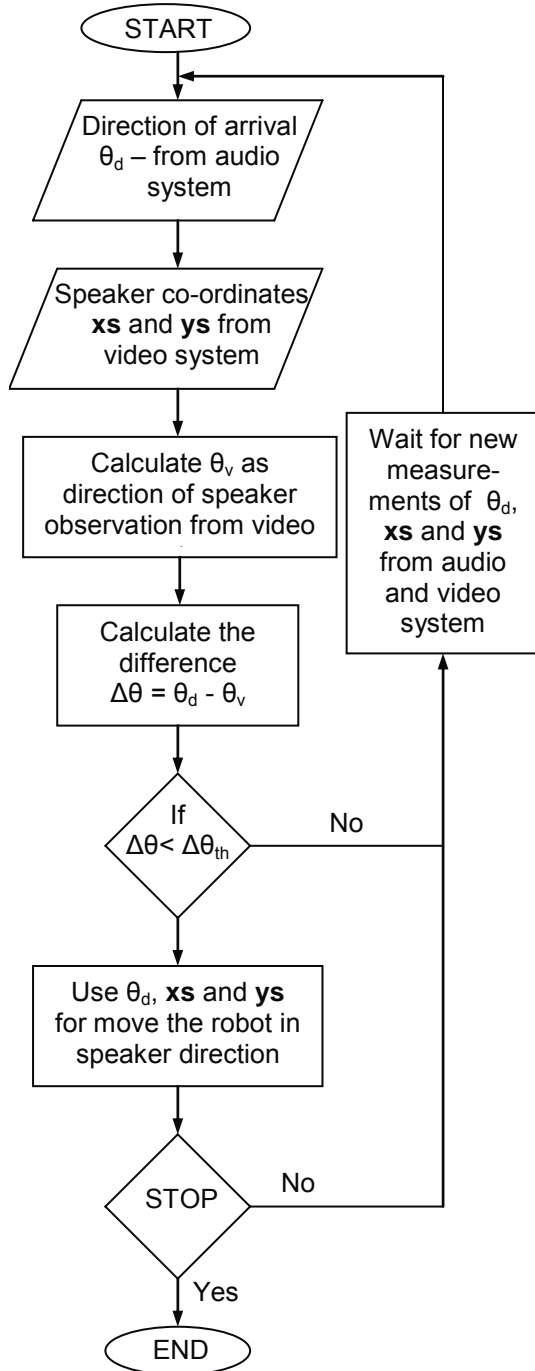 START
Direction of arrival
θd – from audio
system
Speaker co-ordinates
xs and ys from
video system
Calculate θv as
direction of speaker
observation from video
Calculate the
difference
Δθ = θd - θv
If
Δθ< Δθth
No
Use θd, xs and ys
for move the robot in
speaker direction
STOP
No
Yes
END
Wait for new
measure-
ments of θd,
xs and ys
from audio
and video
system